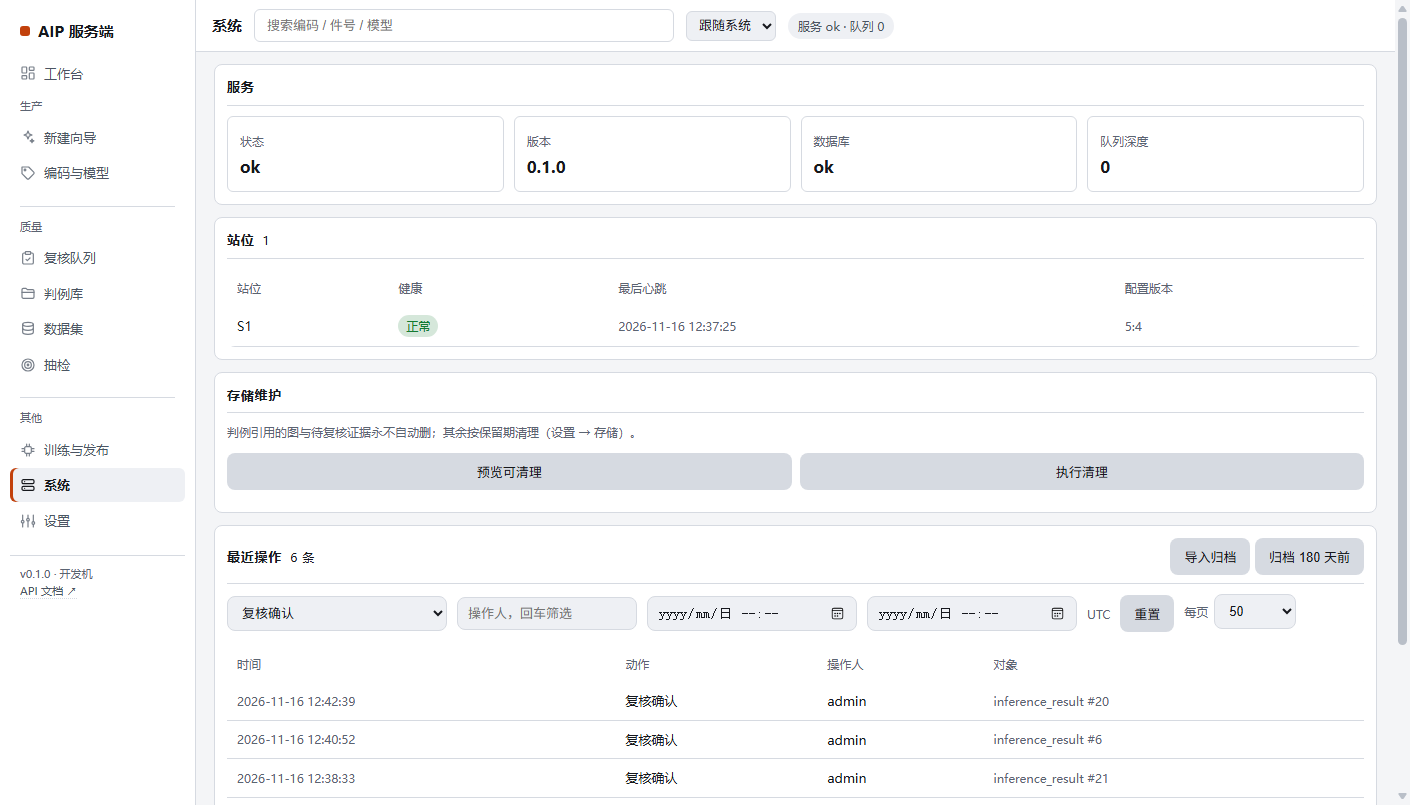 AIP 服务端
工作台
生产
新建向导
编码与模型
质量
复核队列
判例库
数据集
抽检
其他
训练与发布
系统
设置
v0.1.0 · 开发机
API 文档 ↗
系统 搜索编码 / 件号 / 模型 跟随系统 服务 ok · 队列 0
服务
状态 版本 数据库 队列深度
ok 0.1.0 ok 0
站位 1
站位 健康 最后心跳 配置版本
S1 正常 2026-11-16 12:37:25 5:4
存储维护
判例引用的图与待复核证据永不自动删；其余按保留期清理（设置 → 存储）。
预览可清理 执行清理
最近操作 6 条 导入归档 归档 180 天前
复核确认 操作人，回车筛选 yyyy/mm/日 --:-- yyyy/mm/日 --:-- UTC 重置 每页 50
时间 动作 操作人 对象
2026-11-16 12:42:39 复核确认 admin inference_result #20
2026-11-16 12:40:52 复核确认 admin inference_result #6
2026-11-16 12:38:33 复核确认 admin inference_result #21